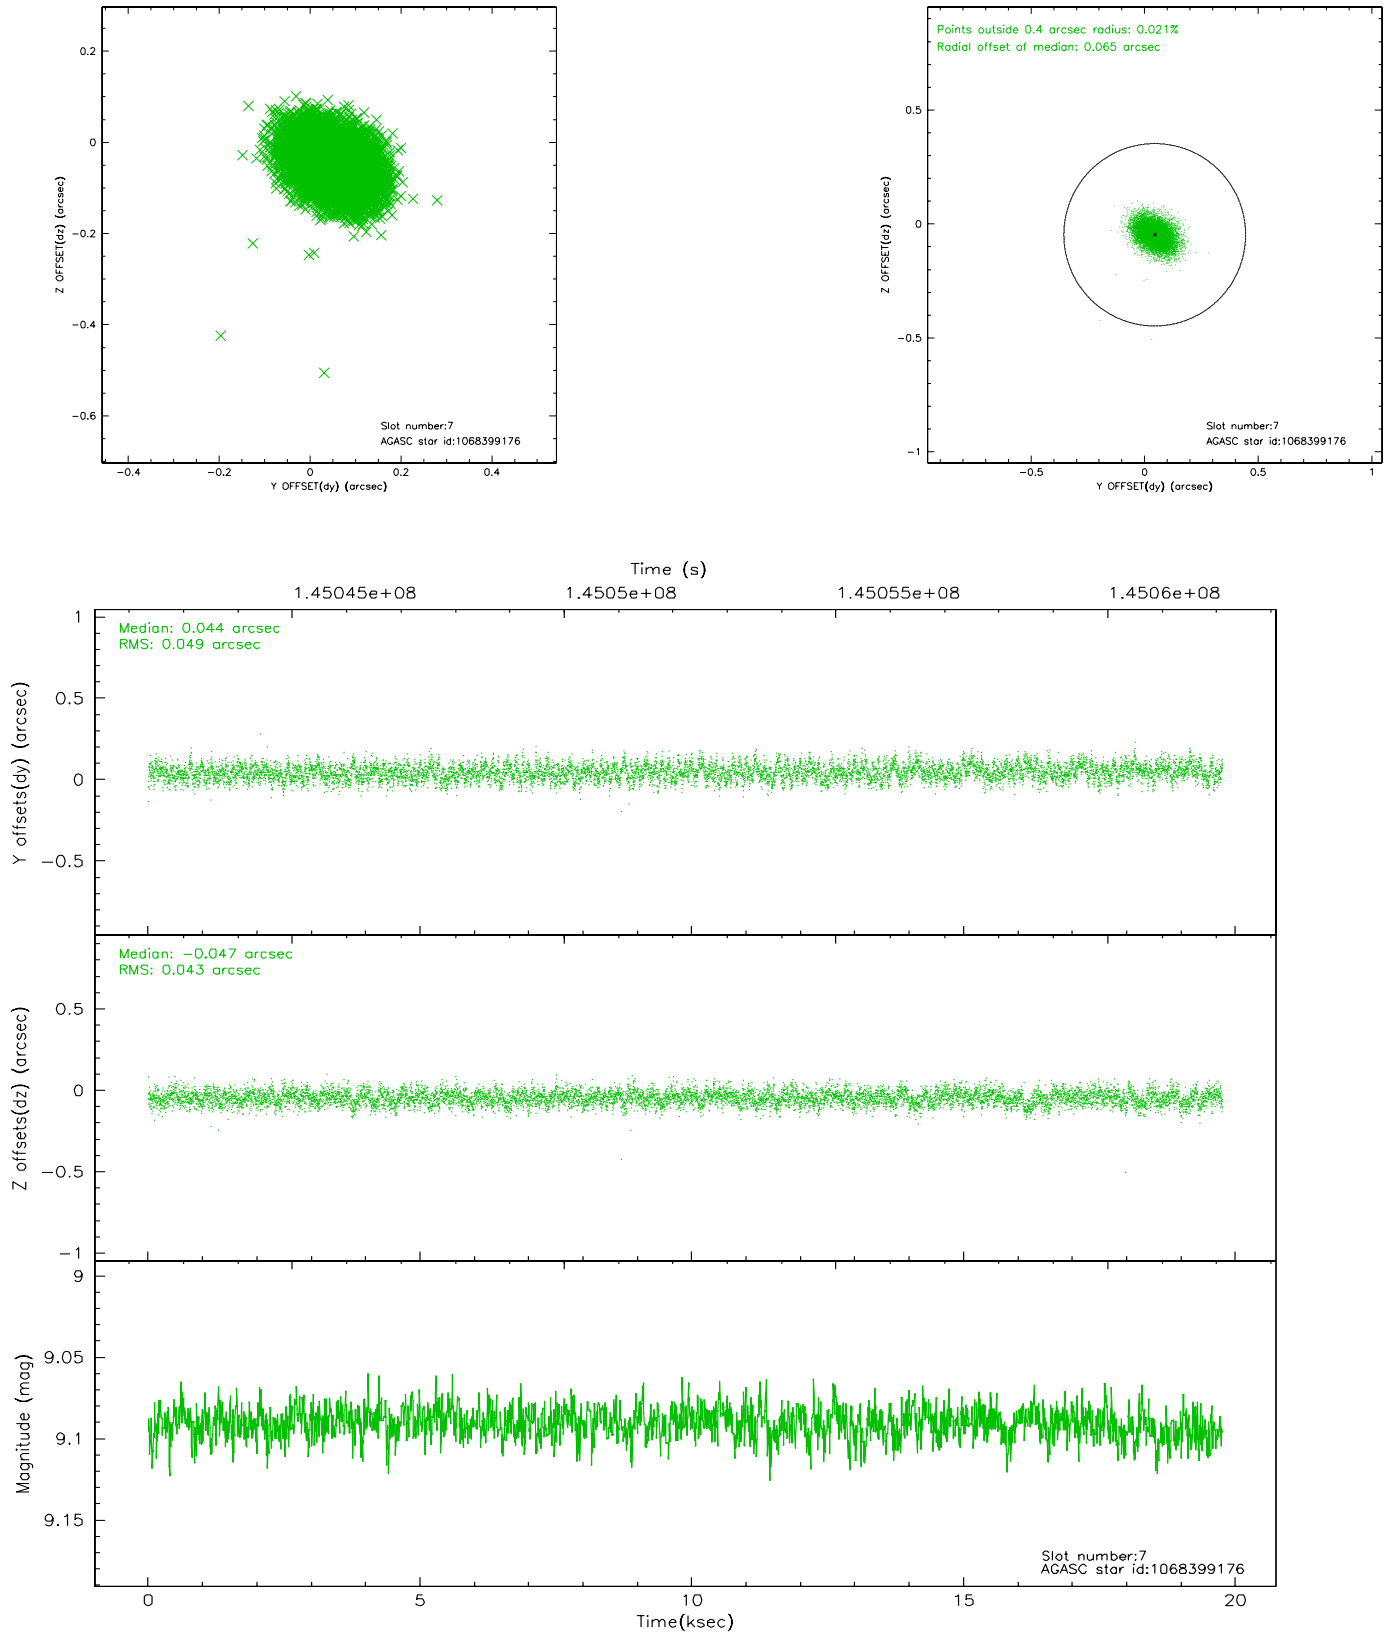 0.2
0
−0.2
−0.4
−0.6
Z OFFSET(dz) (arcsec)
Slot number:7
AGASC star id:1068399176
−0.4 −0.2 0 0.2 0.4
Y OFFSET(dy) (arcsec)
Points outside 0.4 arcsec radius: 0.021%
Radial offset of median: 0.065 arcsec
0.5
0
−0.5
−1
Z OFFSET(dz) (arcsec)
Slot number:7
AGASC star id:1068399176
−0.5 0 0.5 1
Y OFFSET(dy) (arcsec)
Time (s)
1.45045e+08 1.4505e+08 1.45055e+08 1.4506e+08
Median: 0.044 arcsec
RMS: 0.049 arcsec
1
0.5
0
−0.5
Y offsets(dy) (arcsec)
Median: −0.047 arcsec
RMS: 0.043 arcsec
0.5
0
−0.5
−1
Z offsets(dz) (arcsec)
9
9.05
9.1
9.15
Magnitude (mag)
Slot number:7
AGASC star id:1068399176
0 5 10 15 20
Time(ksec)